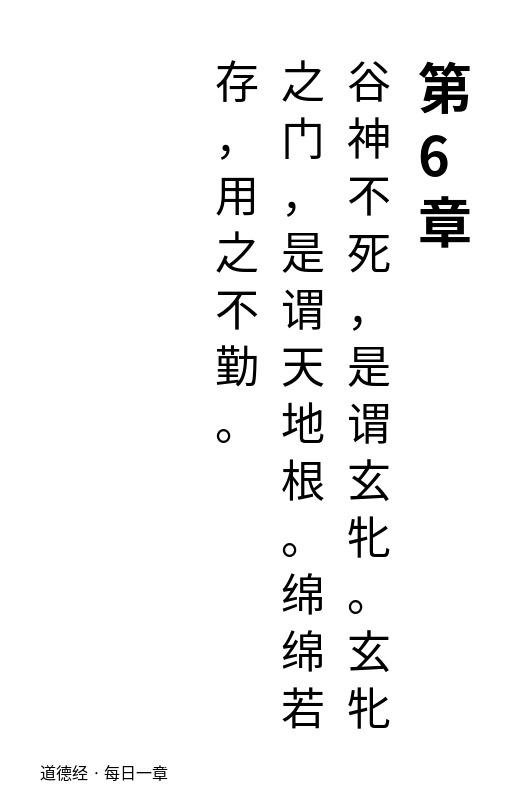 第6章
谷神不死，是谓玄牝。玄牝
之门，是谓天地根。绵绵若
存，用之不勤。
道德经 · 每日一章